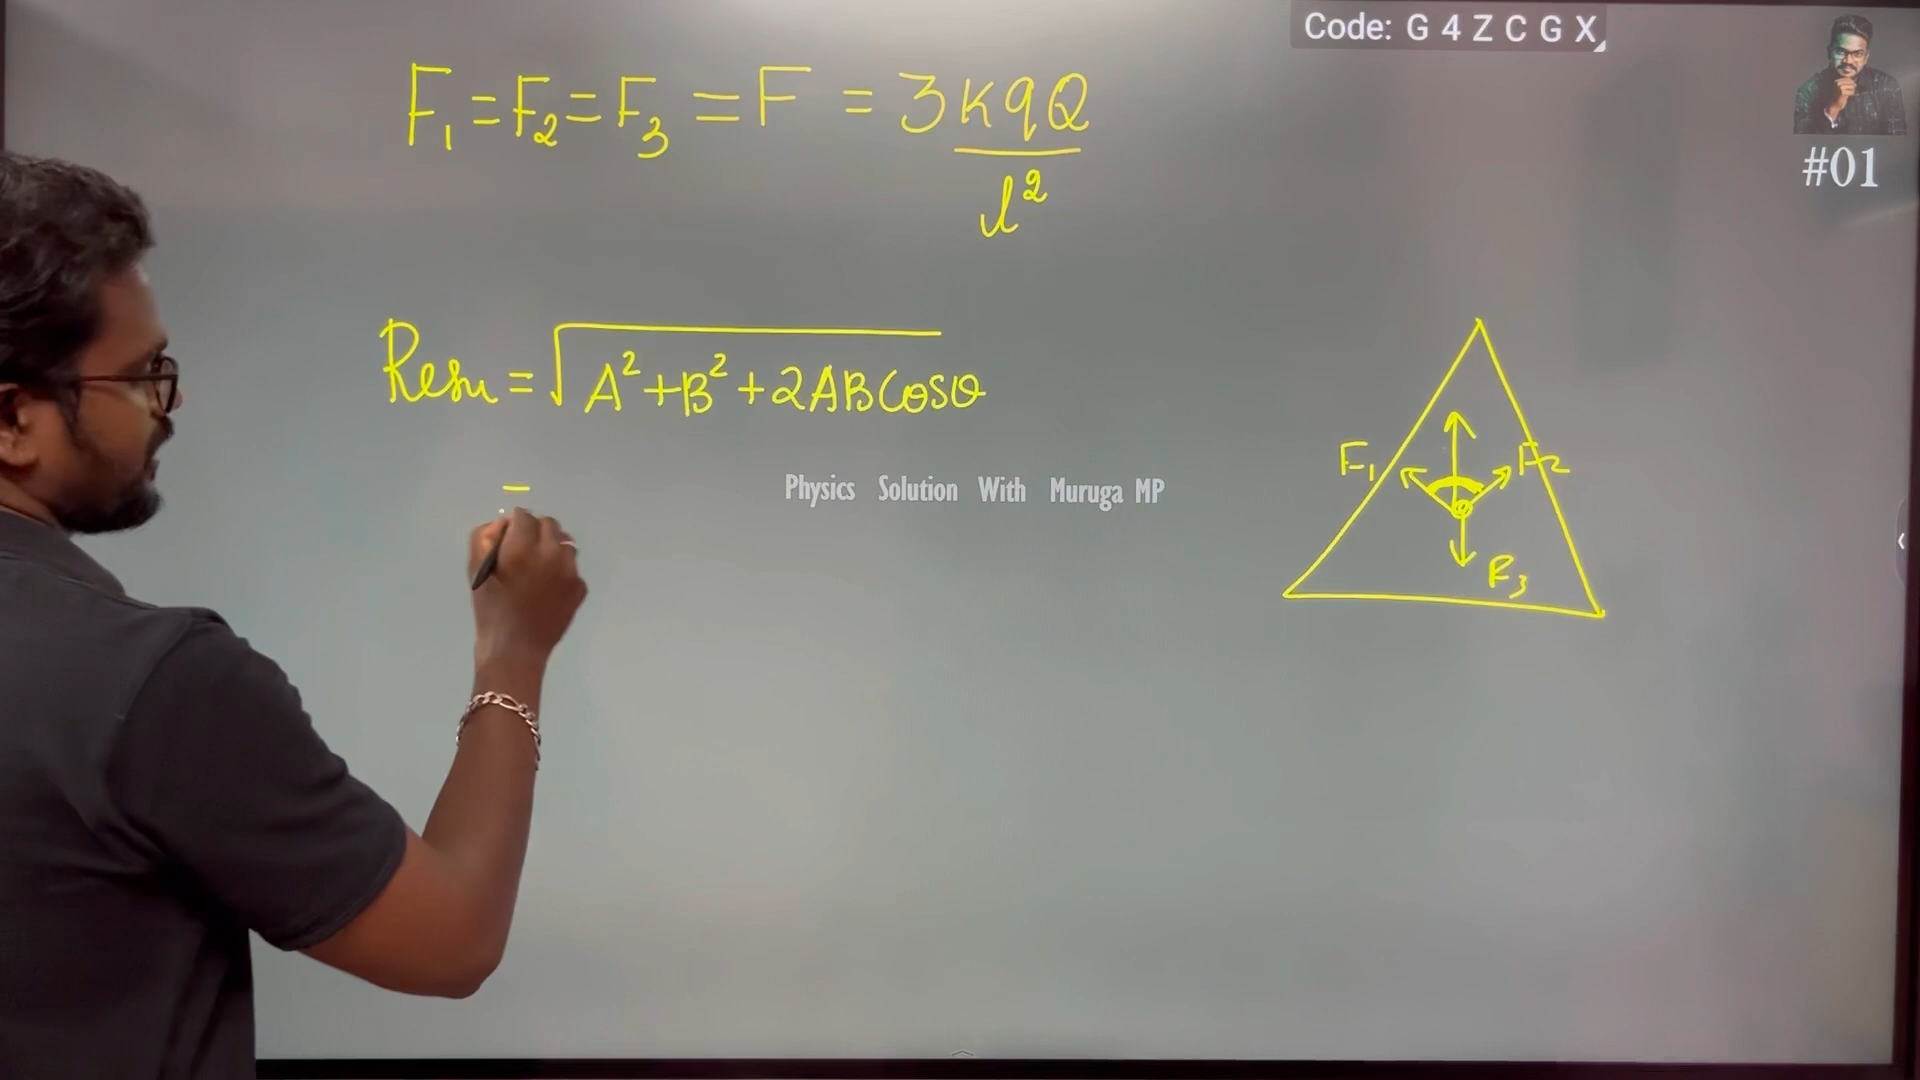 Code: G 4 Z C G X
F₁ = F₂ = F₃ = F = 3KqQ
l²
#01
Resu = √A² + B² + 2ABCosθ
F₁
F₂
Physics Solution With Muruga MP
F₃